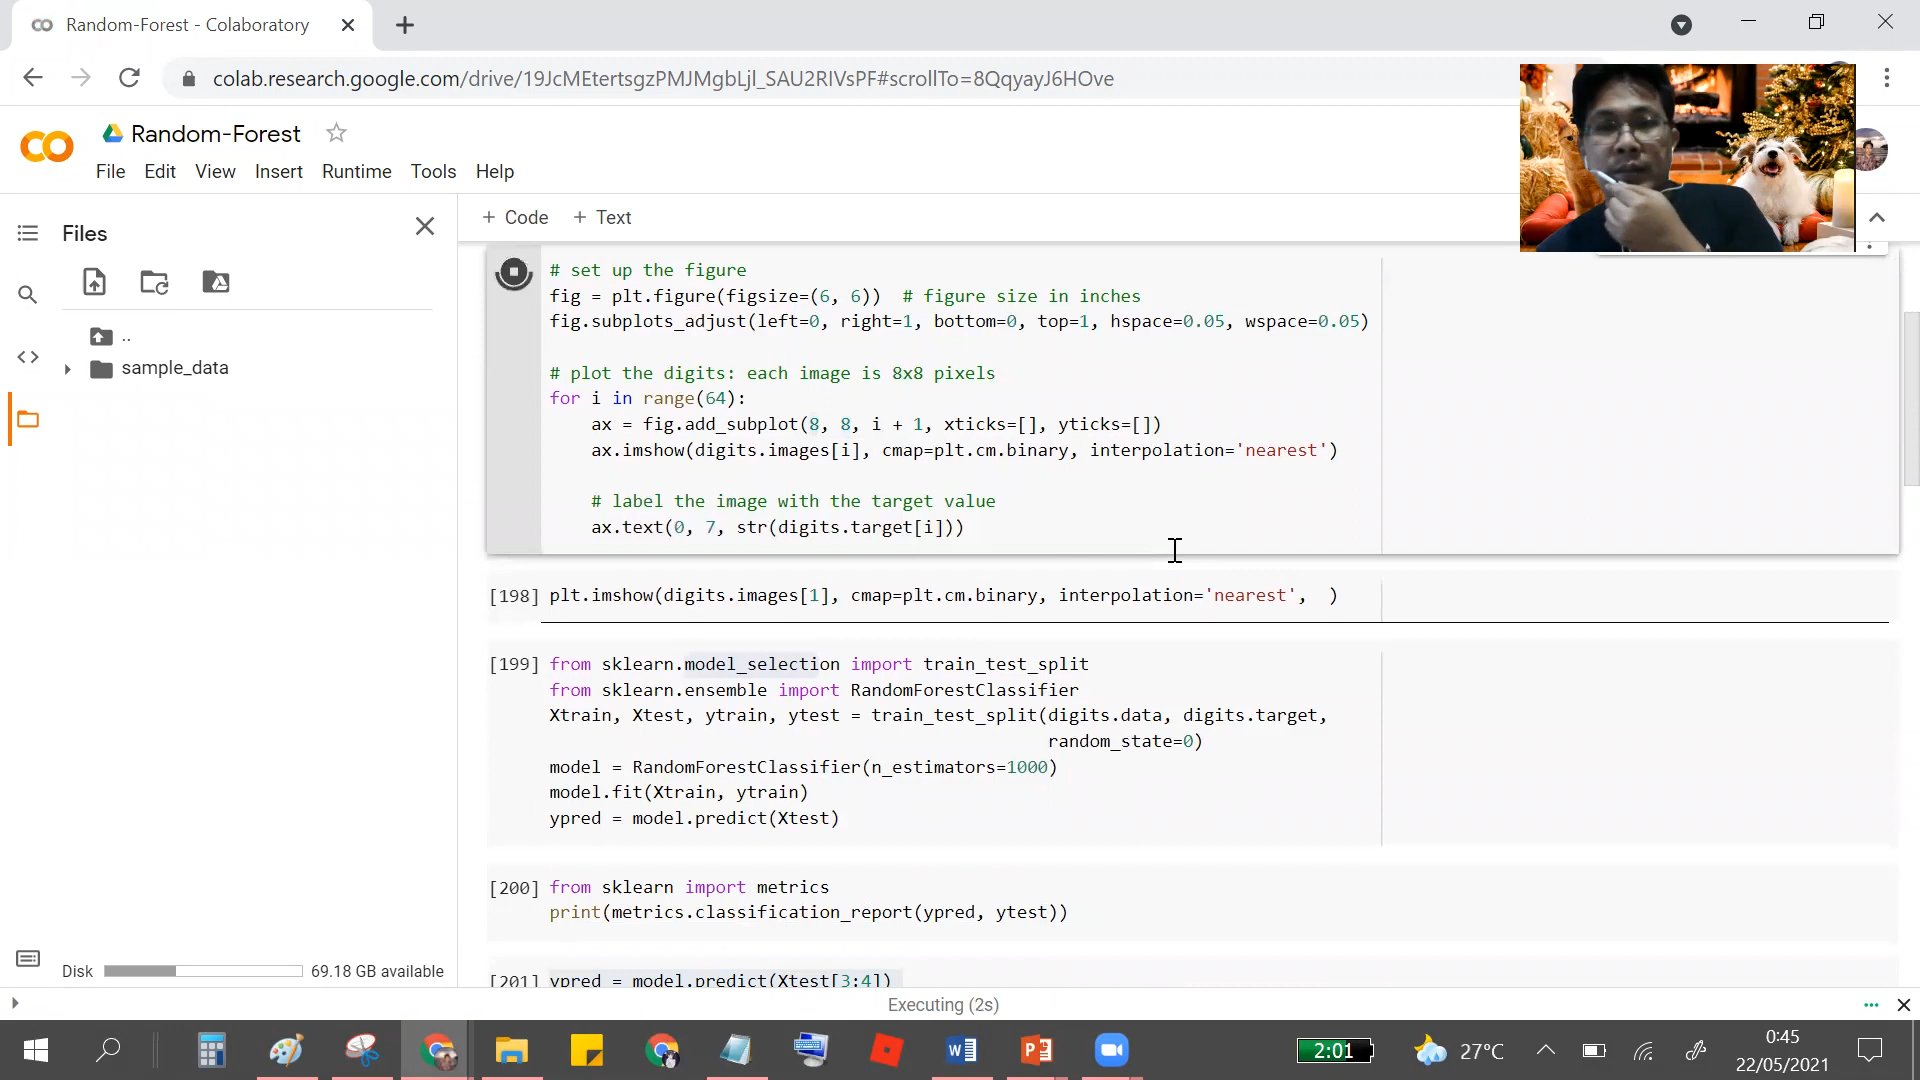 Random-Forest - Colaboratory
colab.research.google.com/drive/19JcMEtertsgzPMJMgbLjl_SAU2RIVsPF#scrollTo=8QqyayJ6HOve
CO Random-Forest
File Edit View Insert Runtime Tools Help
Files
+ Code + Text
..
sample_data
# set up the figure
fig = plt.figure(figsize=(6, 6)) # figure size in inches
fig.subplots_adjust(left=0, right=1, bottom=0, top=1, hspace=0.05, wspace=0.05)
# plot the digits: each image is 8x8 pixels
for i in range(64):
ax = fig.add_subplot(8, 8, i + 1, xticks=[], yticks=[])
ax.imshow(digits.images[i], cmap=plt.cm.binary, interpolation='nearest')
# label the image with the target value
ax.text(0, 7, str(digits.target[i]))
[198] plt.imshow(digits.images[1], cmap=plt.cm.binary, interpolation='nearest', )
[199] from sklearn.model_selection import train_test_split
from sklearn.ensemble import RandomForestClassifier
Xtrain, Xtest, ytrain, ytest = train_test_split(digits.data, digits.target,
random_state=0)
model = RandomForestClassifier(n_estimators=1000)
model.fit(Xtrain, ytrain)
ypred = model.predict(Xtest)
[200] from sklearn import metrics
print(metrics.classification_report(ypred, ytest))
[201] ypred = model.predict(Xtest[3:4])
Disk 69.18 GB available
Executing (2s)
2:01 27°C 0:45
22/05/2021